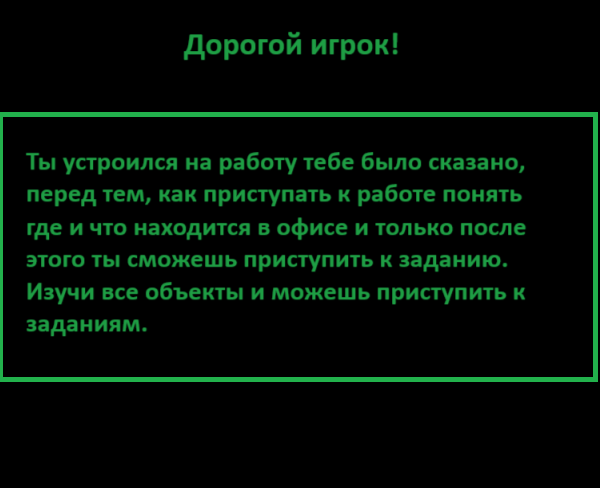 Дорогой игрок!
Ты устроился на работу тебе было сказано,
перед тем, как приступать к работе понять
где и что находится в офисе и только после
этого ты сможешь приступить к заданию.
Изучи все объекты и можешь приступить к
заданиям.